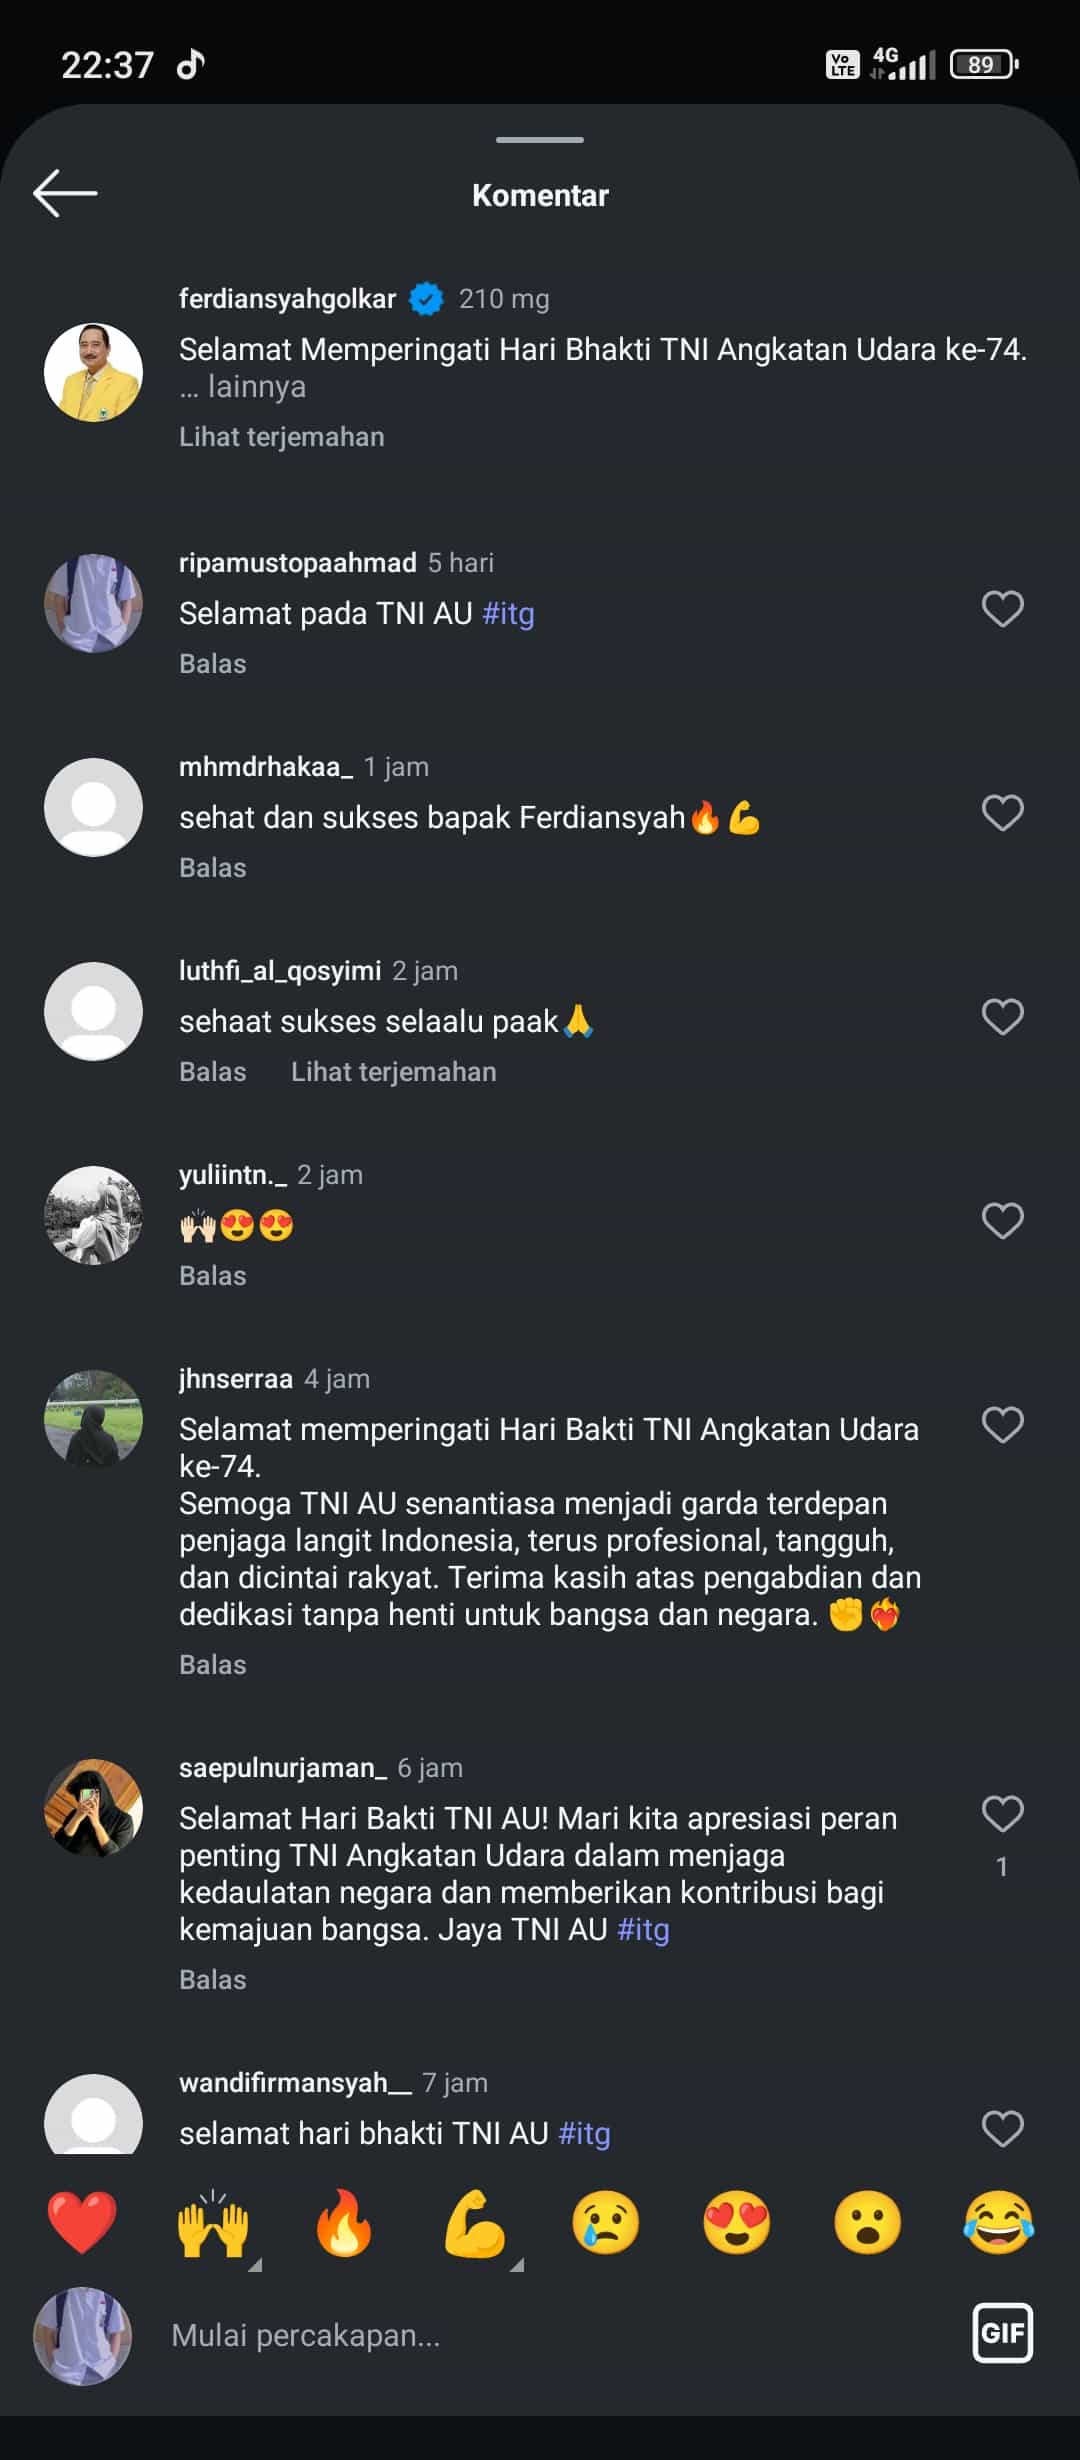 22:37
Vo LTE 4G 89
Komentar
ferdiansyahgolkar 210 mg
Selamat Memperingati Hari Bhakti TNI Angkatan Udara ke-74.
... lainnya
Lihat terjemahan
ripamustopaahmad 5 hari
Selamat pada TNI AU #itg
Balas
mhmdrhakaa_ 1 jam
sehat dan sukses bapak Ferdiansyah🔥💪
Balas
luthfi_al_qosyimi 2 jam
sehaat sukses selaalu paak🙏
Balas Lihat terjemahan
yuliintn._ 2 jam
🙌🏻😍😍
Balas
jhnserraa 4 jam
Selamat memperingati Hari Bakti TNI Angkatan Udara
ke-74.
Semoga TNI AU senantiasa menjadi garda terdepan
penjaga langit Indonesia, terus profesional, tangguh,
dan dicintai rakyat. Terima kasih atas pengabdian dan
dedikasi tanpa henti untuk bangsa dan negara. ✊❤️‍🔥
Balas
saepulnurjaman_ 6 jam
Selamat Hari Bakti TNI AU! Mari kita apresiasi peran
penting TNI Angkatan Udara dalam menjaga
kedaulatan negara dan memberikan kontribusi bagi
kemajuan bangsa. Jaya TNI AU #itg
1
Balas
wandifirmansyah__ 7 jam
selamat hari bhakti TNI AU #itg
❤️🙌🔥💪😢😍😮😂
Mulai percakapan...
GIF